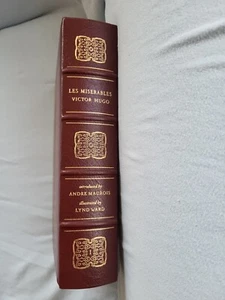 LES MISERABLES
VICTOR HUGO
introduced by
ANDRE MAUROIS
illustrated by
LYND WARD